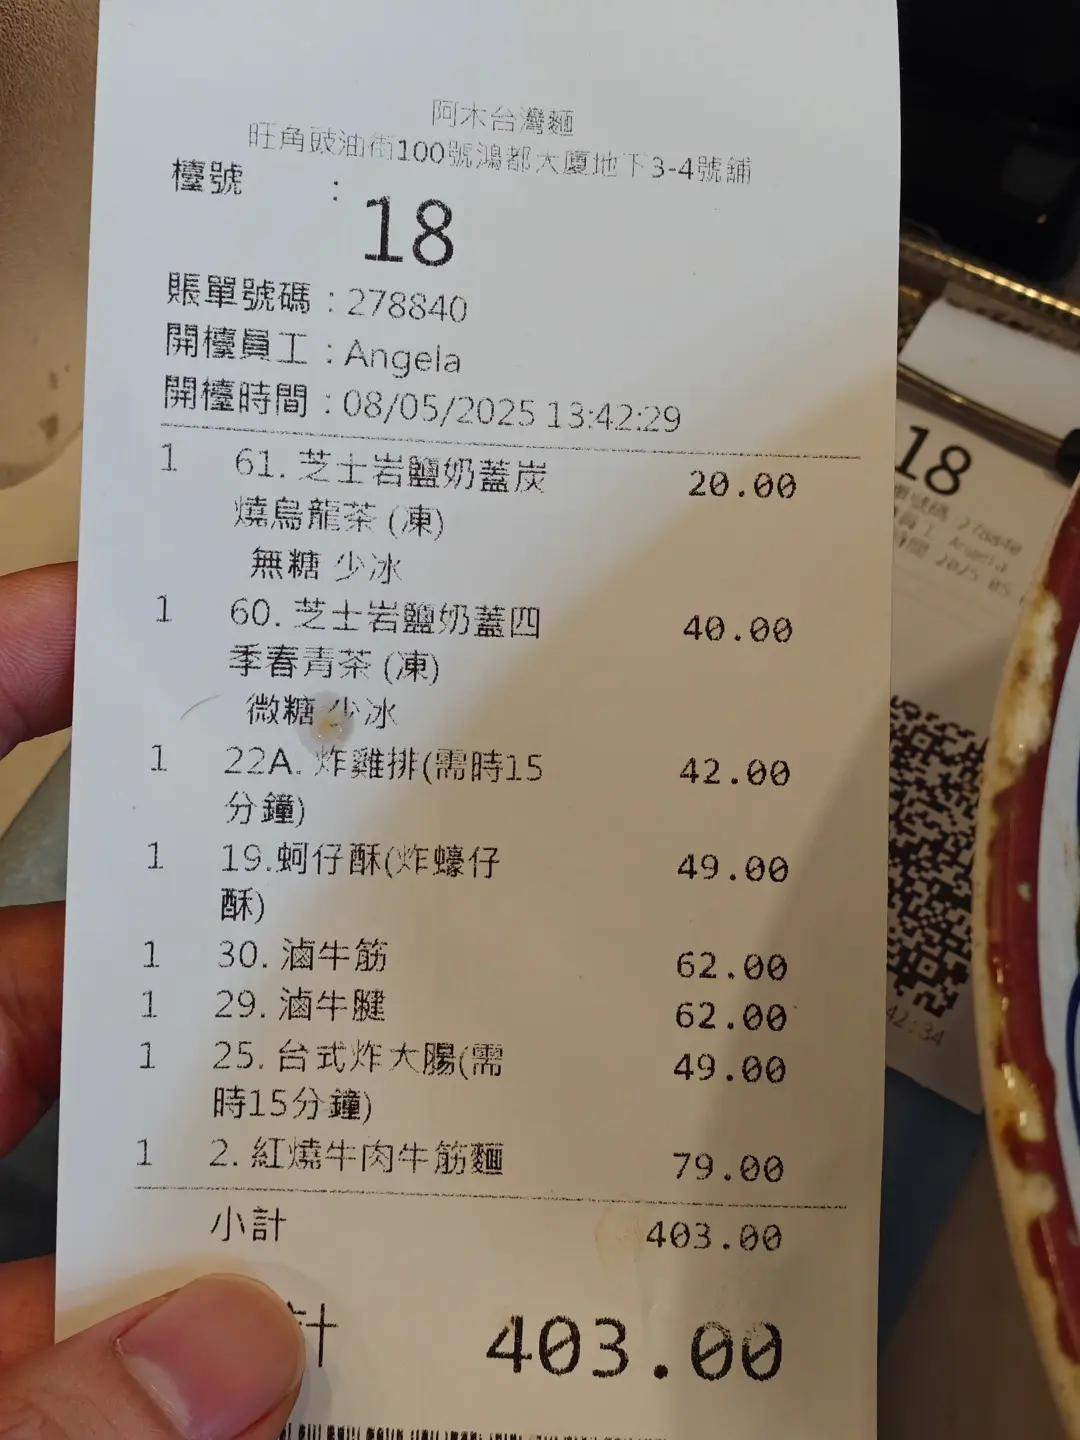 阿木台灣麵
旺角豉油街100號鴻都大廈地下3-4號舖
檯號 :
18
賬單號碼 : 278840
開檯員工 : Angela
開檯時間 : 08/05/2025 13:42:29
1 61. 芝士岩鹽奶蓋炭 20.00
燒烏龍茶 (凍)
無糖 少冰
1 60. 芝士岩鹽奶蓋四 40.00
季春青茶 (凍)
微糖 少冰
1 22A. 炸雞排(需時15 42.00
分鐘)
1 19.蚵仔酥(炸蠔仔 49.00
酥)
1 30. 滷牛筋 62.00
1 29. 滷牛腱 62.00
1 25. 台式炸大腸(需 49.00
時15分鐘)
1 2. 紅燒牛肉牛筋麵 79.00
小計 403.00
計 403.00
18
278840
Angela
2025 05
42:34